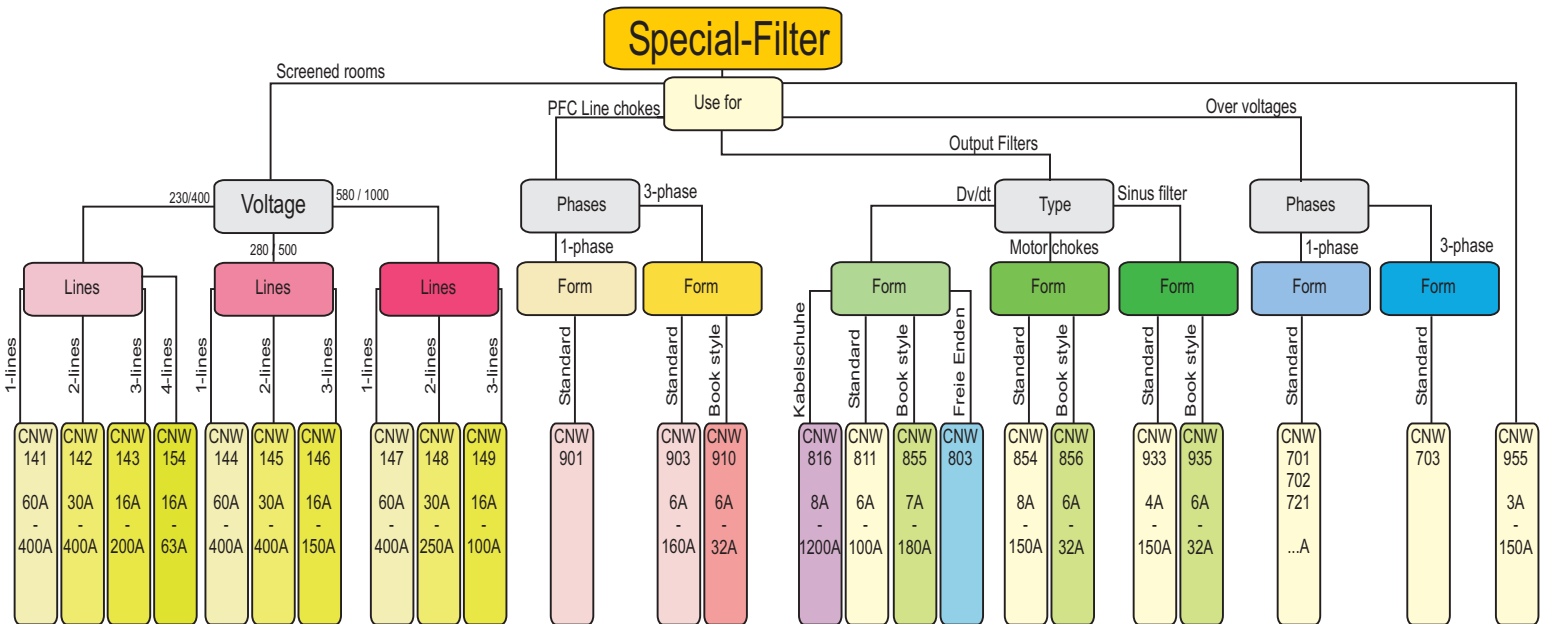 Special-Filter
Use for
Screened rooms
PFC Line chokes
Output Filters
Over voltages
230/400
Voltage
580 / 1000
280 / 500
Phases
3-phase
1-phase
Dv/dt
Type
Sinus filter
Motor chokes
Phases
1-phase
3-phase
Lines
Lines
Lines
Form
Form
Form
Form
Form
Form
Form
1-lines
2-lines
3-lines
4-lines
1-lines
2-lines
3-lines
1-lines
2-lines
3-lines
Standard
Standard
Book style
Kabelschuhe
Standard
Book style
Freie Enden
Standard
Book style
Standard
Book style
Standard
Standard
CNW
141
60A
-
400A
CNW
142
30A
-
400A
CNW
143
16A
-
200A
CNW
154
16A
-
63A
CNW
144
60A
-
400A
CNW
145
30A
-
400A
CNW
146
16A
-
150A
CNW
147
60A
-
400A
CNW
148
30A
-
250A
CNW
149
16A
-
100A
CNW
901
CNW
903
6A
-
160A
CNW
910
6A
-
32A
CNW
816
8A
-
1200A
CNW
811
6A
-
100A
CNW
855
7A
-
180A
CNW
803
CNW
854
8A
-
150A
CNW
856
6A
-
32A
CNW
933
4A
-
150A
CNW
935
6A
-
32A
CNW
701
702
721
...A
CNW
703
CNW
955
3A
-
150A